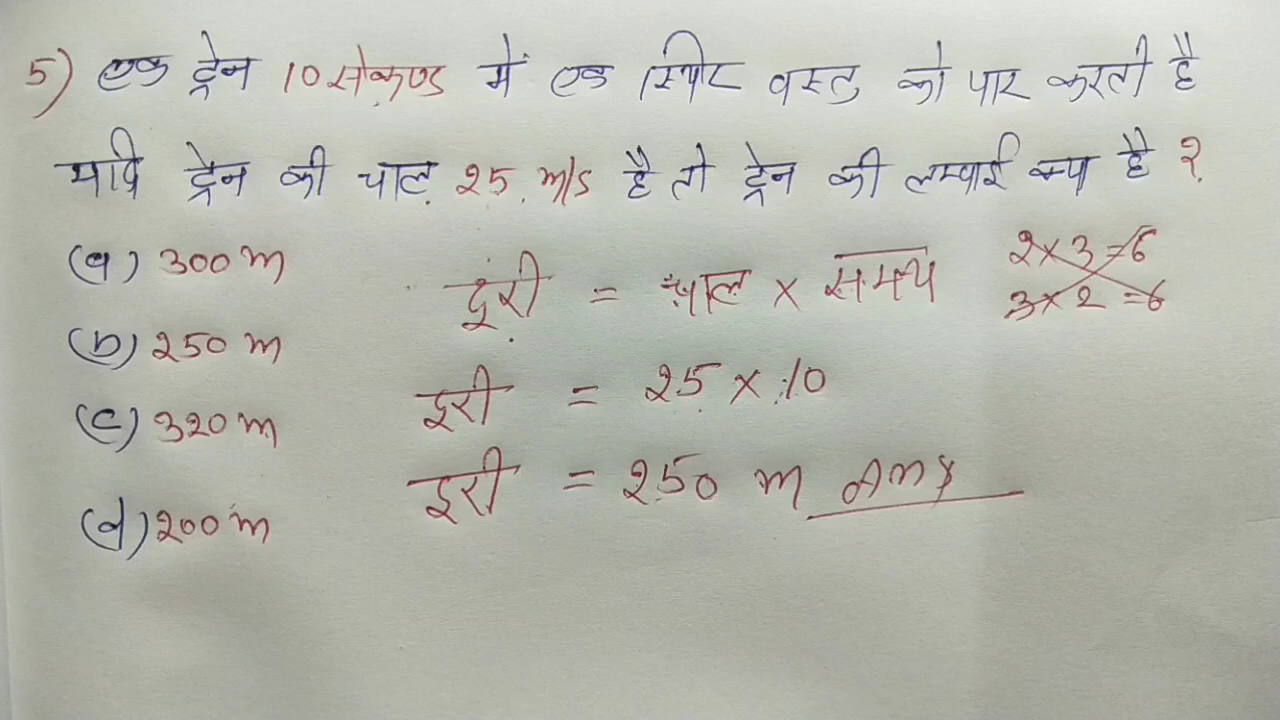 5) एक ट्रेन 10 सेकण्ड में एक स्थिर वस्तु को पार करती है
यदि ट्रेन की चाल 25 m/s है तो ट्रेन की लम्बाई क्या है ?
(a) 300 m
दूरी = चाल × समय
2×3=6
3×2=6
(b) 250 m
दूरी = 25 × 10
(c) 320 m
दूरी = 250 m Ans
(d) 200 m